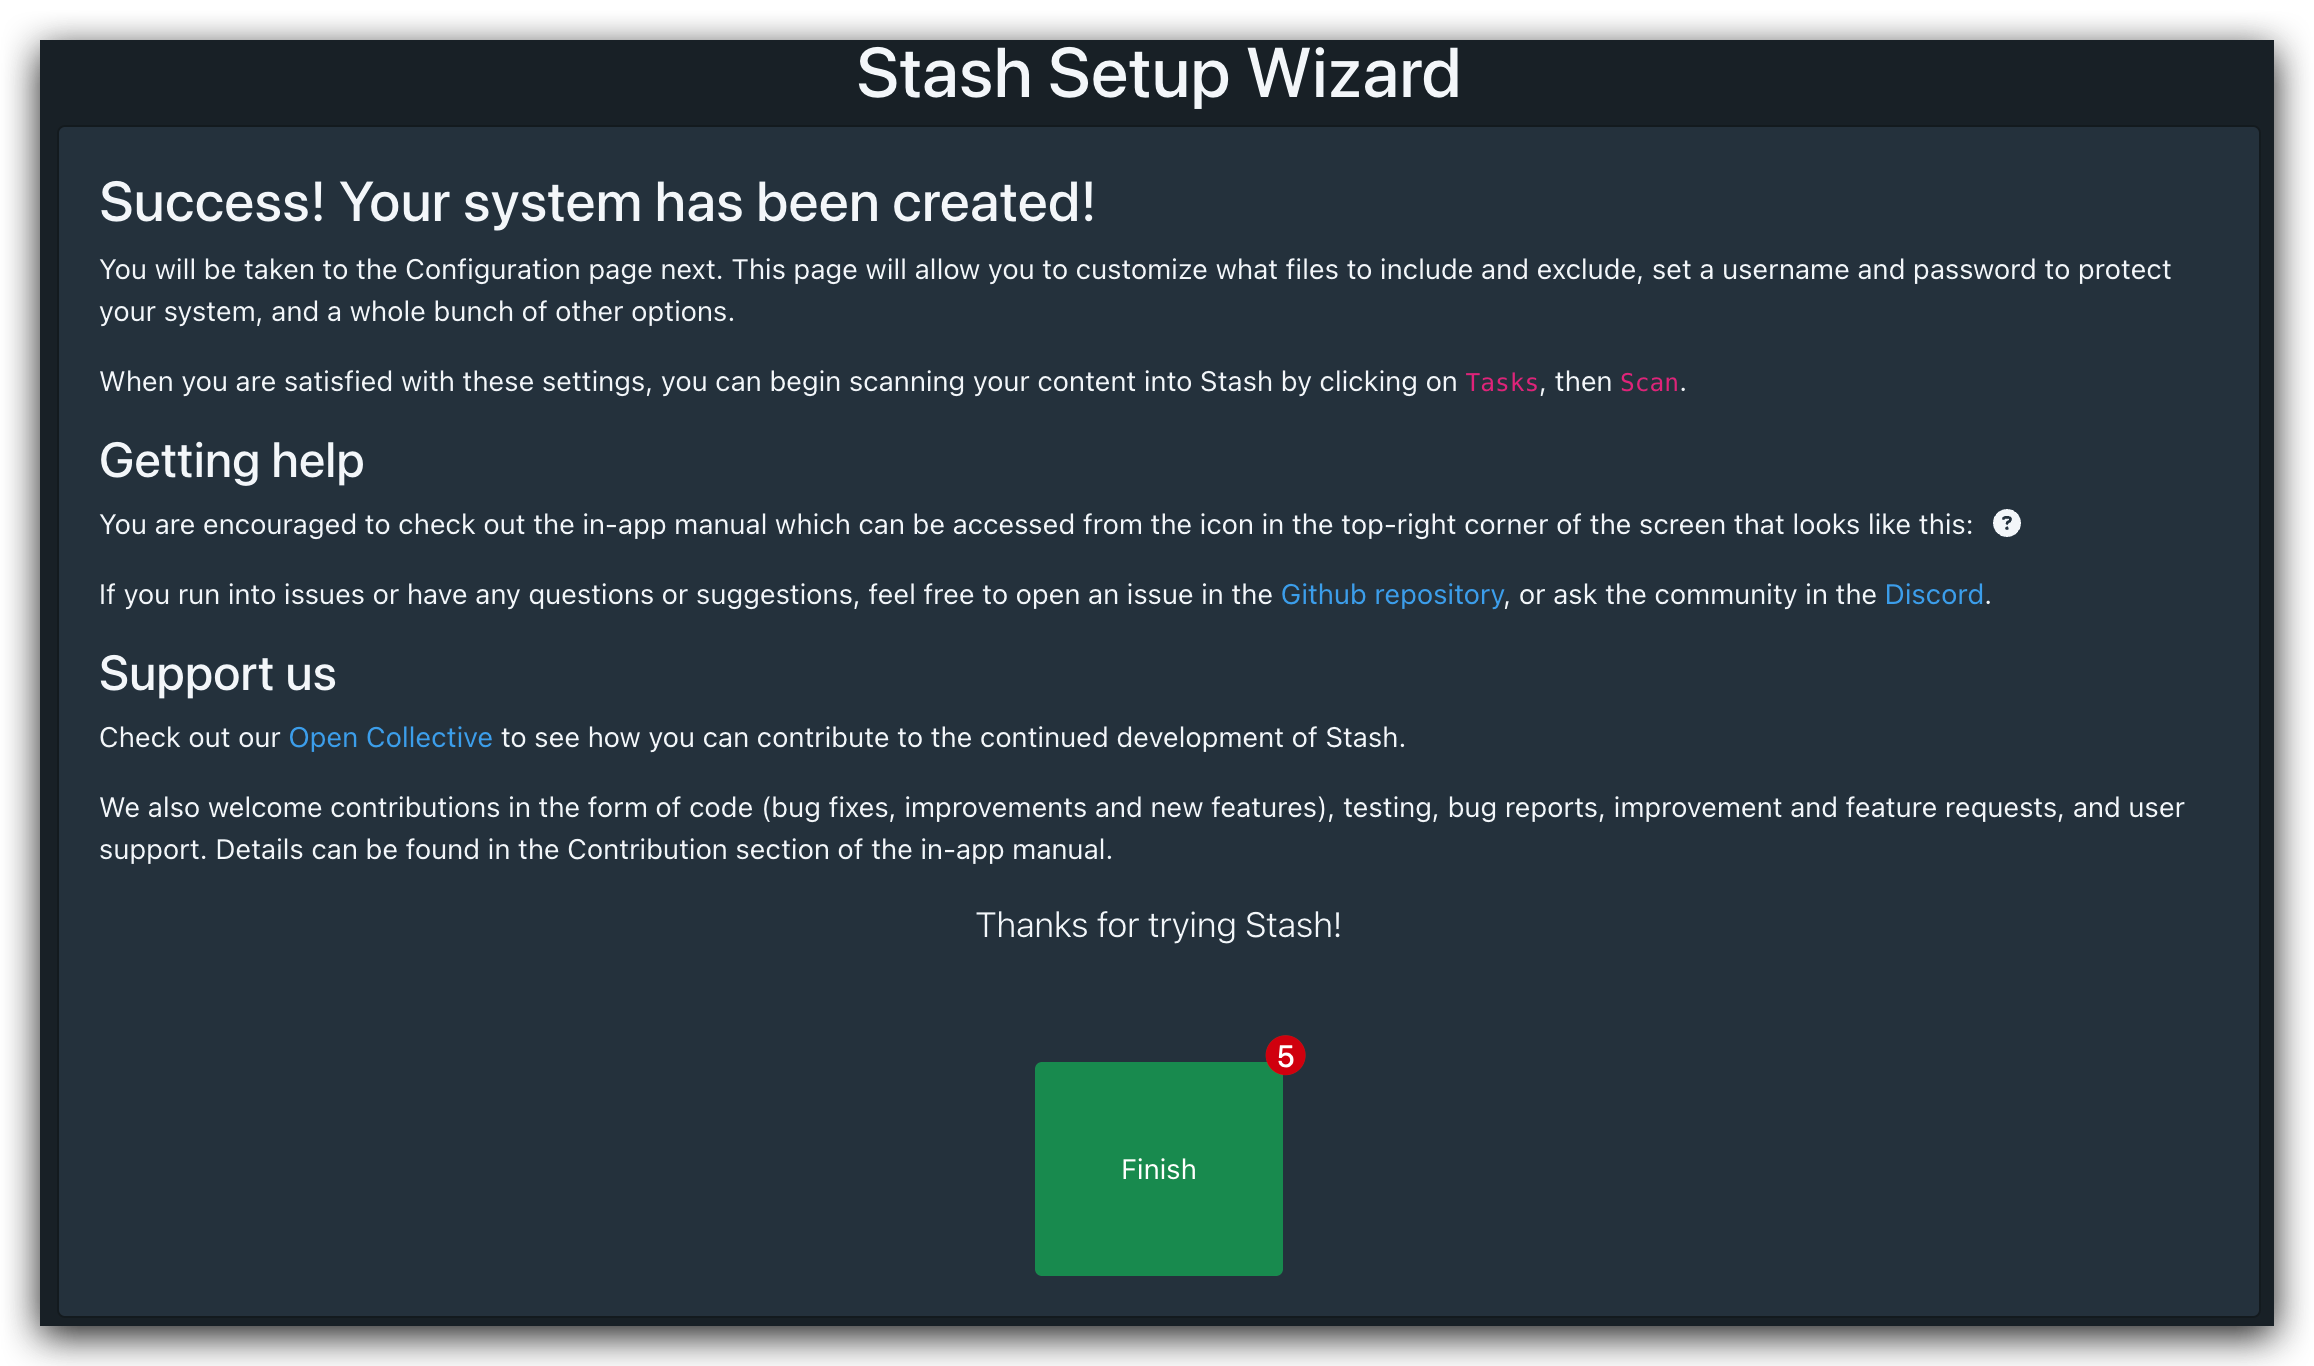 Stash Setup Wizard
Success! Your system has been created!
You will be taken to the Configuration page next. This page will allow you to customize what files to include and exclude, set a username and password to protect
your system, and a whole bunch of other options.
When you are satisfied with these settings, you can begin scanning your content into Stash by clicking on Tasks, then Scan.
Getting help
You are encouraged to check out the in-app manual which can be accessed from the icon in the top-right corner of the screen that looks like this: ?
If you run into issues or have any questions or suggestions, feel free to open an issue in the Github repository, or ask the community in the Discord.
Support us
Check out our Open Collective to see how you can contribute to the continued development of Stash.
We also welcome contributions in the form of code (bug fixes, improvements and new features), testing, bug reports, improvement and feature requests, and user
support. Details can be found in the Contribution section of the in-app manual.
Thanks for trying Stash!
5
Finish